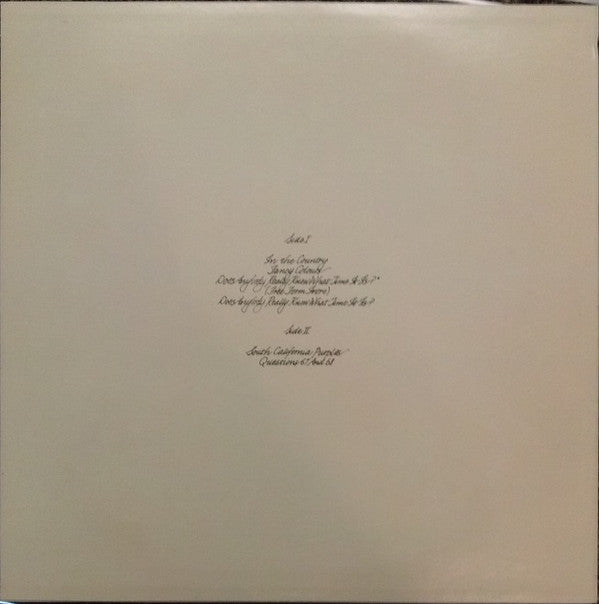 Side I
In the Country
Fancy Colours
Does Anybody Really Know What Time It Is?*
(Free Form Intro)
Does Anybody Really Know What Time It Is?
Side II
South California Purples
Questions 67 And 68